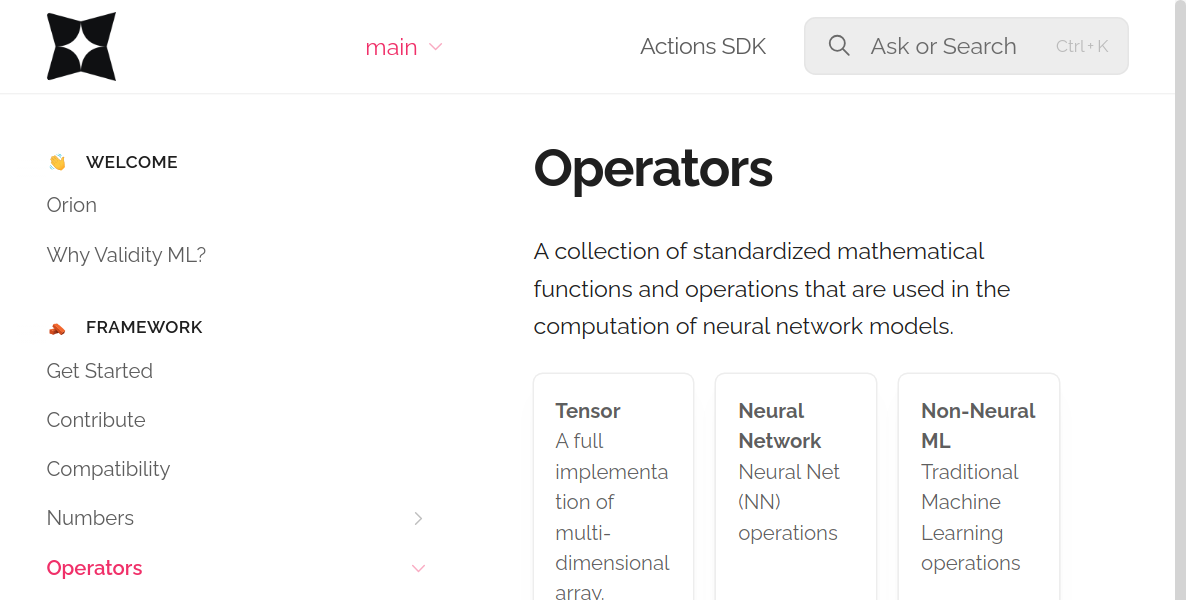 main
Actions SDK
Ask or Search
Ctrl + K
WELCOME
Orion
Why Validity ML?
FRAMEWORK
Get Started
Contribute
Compatibility
Numbers
Operators
Operators
A collection of standardized mathematical
functions and operations that are used in the
computation of neural network models.
Tensor
A full
implementa
tion of
multi-
dimensional
array.
Neural
Network
Neural Net
(NN)
operations
Non-Neural
ML
Traditional
Machine
Learning
operations